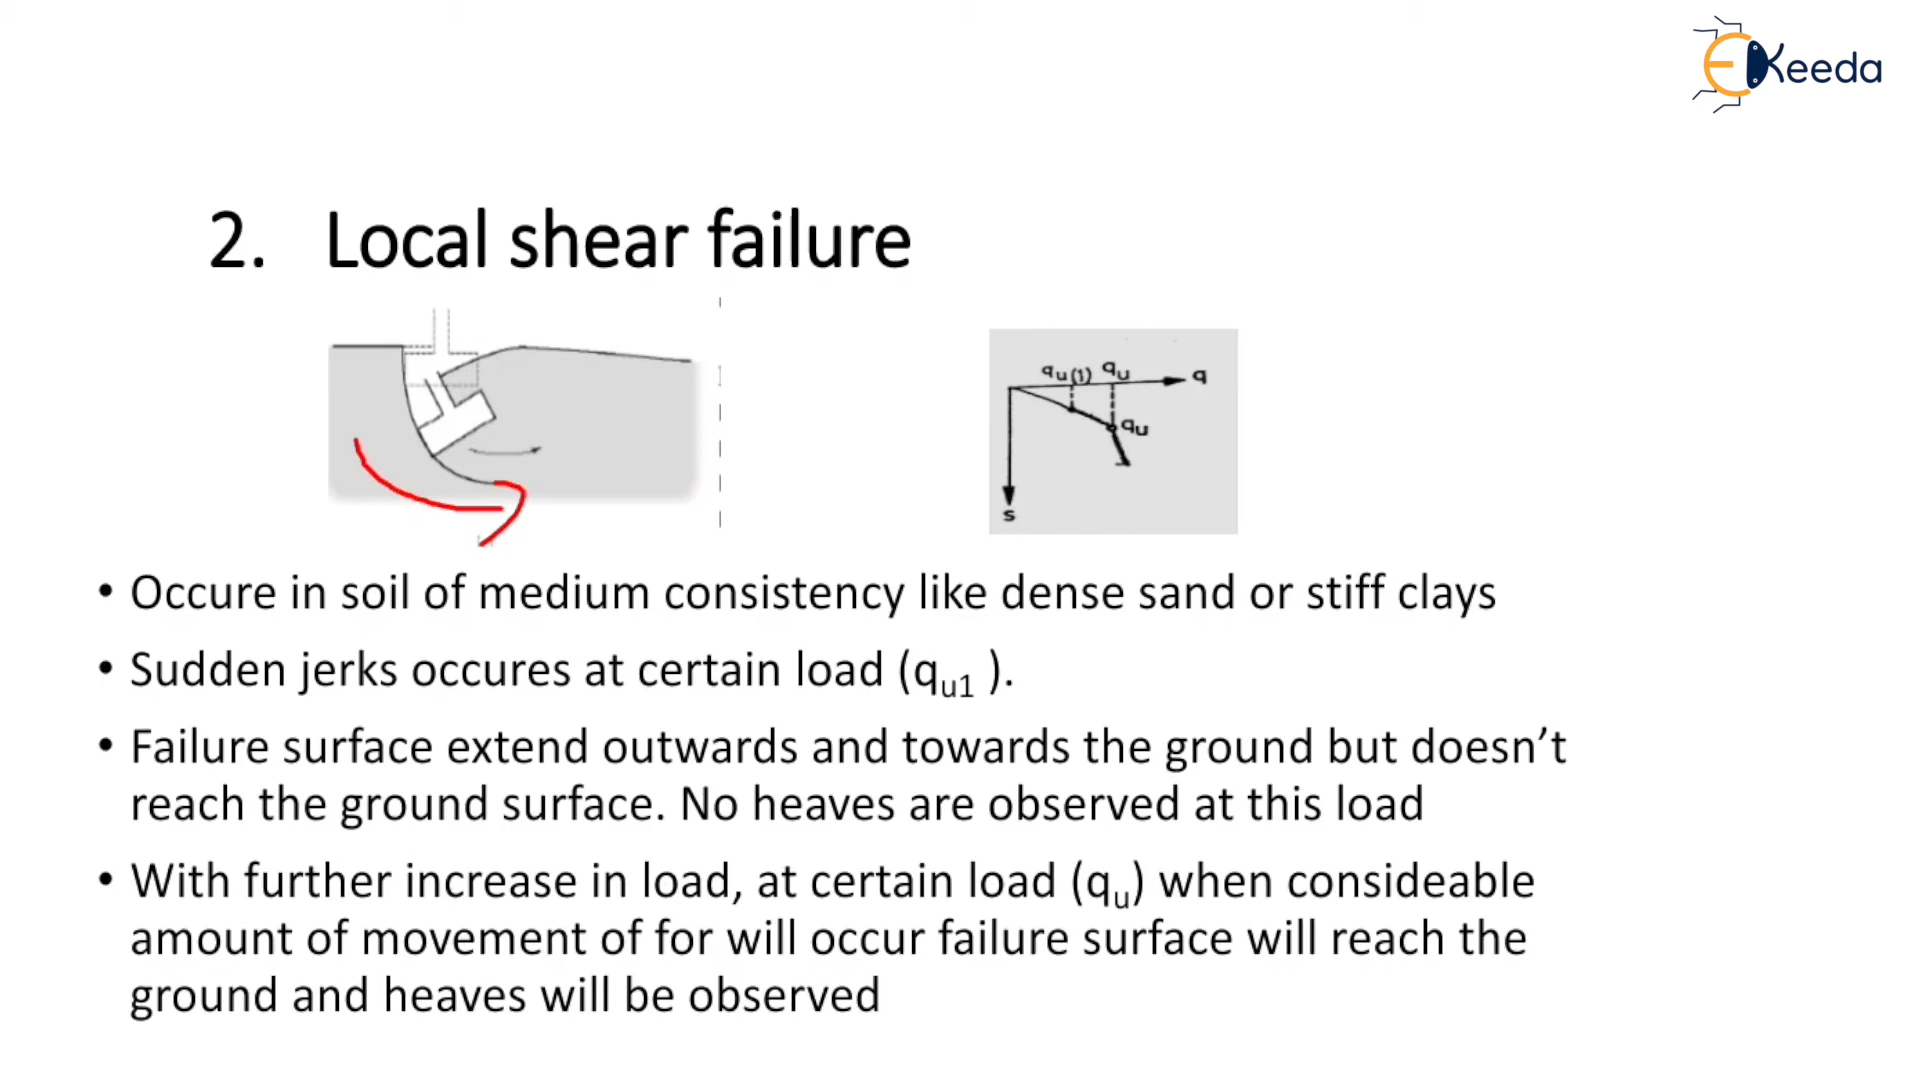 EKeeda
2. Local shear failure
qu(1) qu q
qu
s
• Occure in soil of medium consistency like dense sand or stiff clays
• Sudden jerks occures at certain load (qu1 ).
• Failure surface extend outwards and towards the ground but doesn’t
reach the ground surface. No heaves are observed at this load
• With further increase in load, at certain load (qu) when consideable
amount of movement of for will occur failure surface will reach the
ground and heaves will be observed